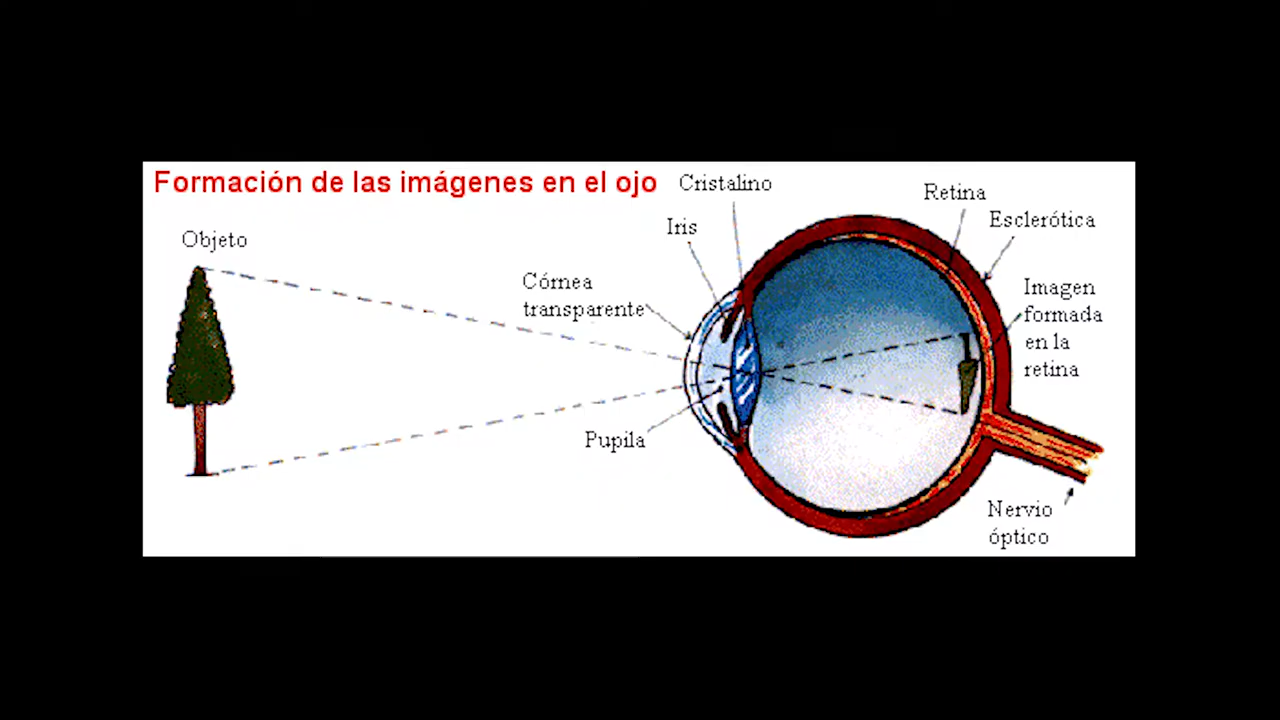 Formación de las imágenes en el ojo
Cristalino
Retina
Iris
Esclerótica
Objeto
Córnea
transparente
Imagen
formada
en la
retina
Pupila
Nervio
óptico